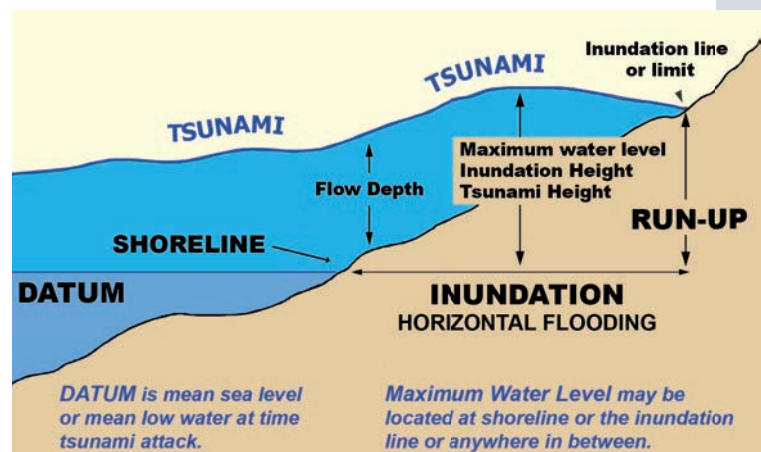 Inundation line
or limit
TSUNAMI
TSUNAMI
Maximum water level
Inundation Height
Tsunami Height
Flow Depth
RUN-UP
SHORELINE
DATUM
INUNDATION
HORIZONTAL FLOODING
DATUM is mean sea level
or mean low water at time
tsunami attack.
Maximum Water Level may be
located at shoreline or the inundation
line or anywhere in between.